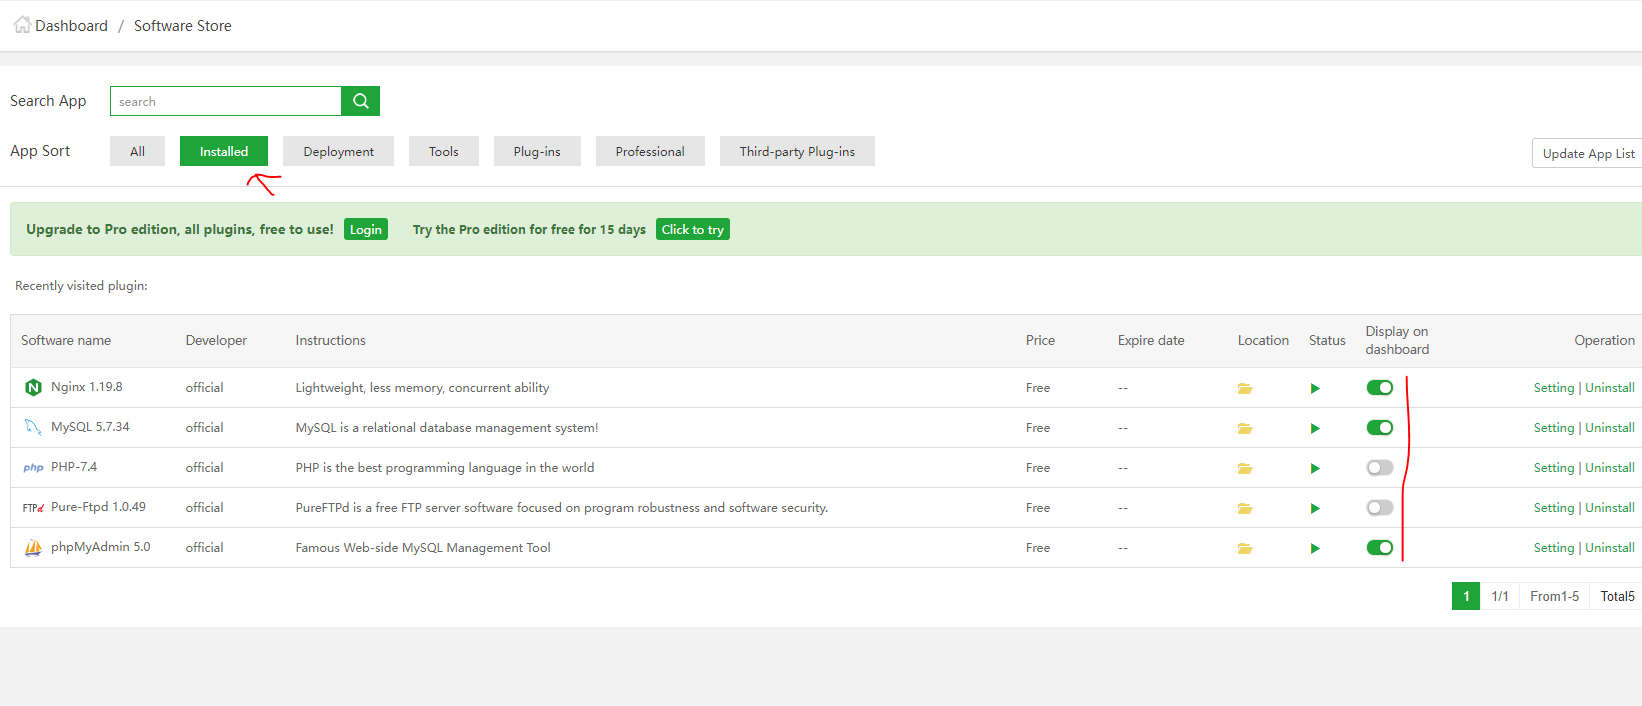 Dashboard / Software Store
Search App search
App Sort All Installed Deployment Tools Plug-ins Professional Third-party Plug-ins Update App List
Upgrade to Pro edition, all plugins, free to use! Login Try the Pro edition for free for 15 days Click to try
Recently visited plugin:
Software name Developer Instructions Price Expire date Location Status Display on dashboard Operation
Nginx 1.19.8 official Lightweight, less memory, concurrent ability Free -- Setting | Uninstall
MySQL 5.7.34 official MySQL is a relational database management system! Free -- Setting | Uninstall
php PHP-7.4 official PHP is the best programming language in the world Free -- Setting | Uninstall
FTPd Pure-Ftpd 1.0.49 official PureFTPd is a free FTP server software focused on program robustness and software security. Free -- Setting | Uninstall
phpMyAdmin 5.0 official Famous Web-side MySQL Management Tool Free -- Setting | Uninstall
1 1/1 From1-5 Total5